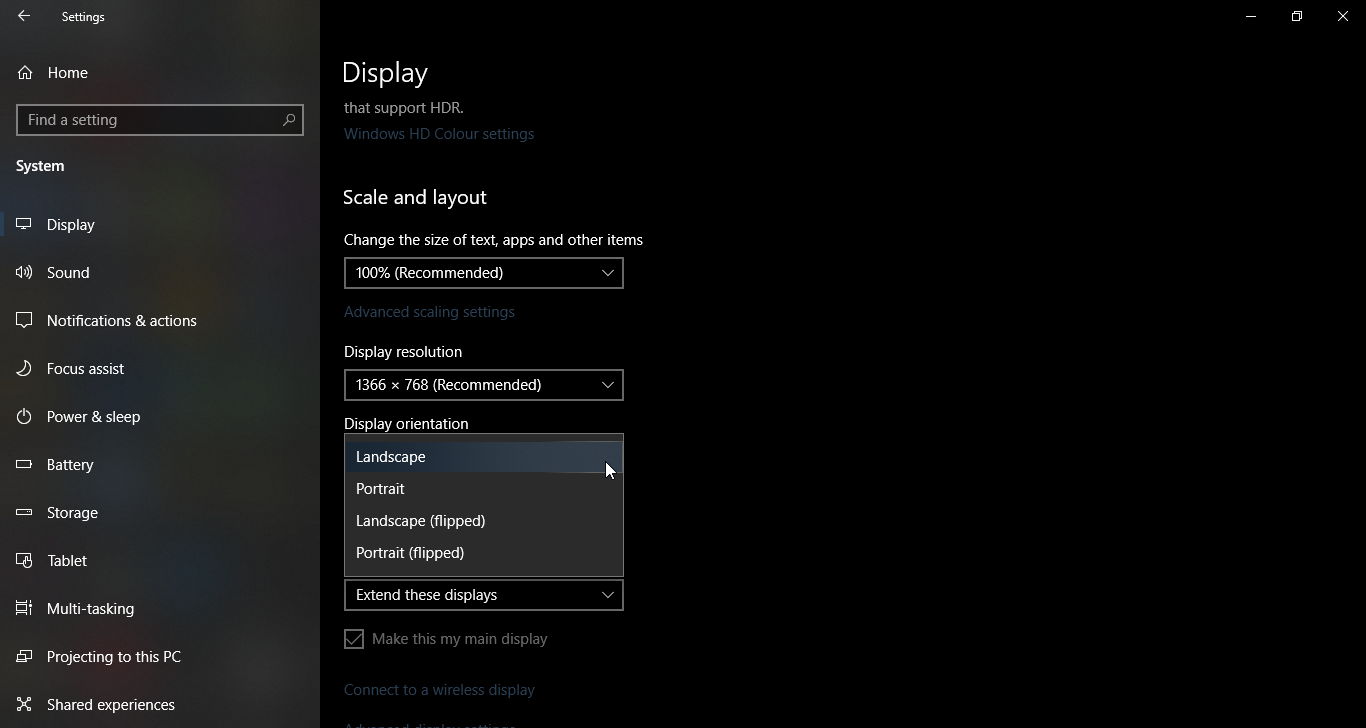 Settings
Home
Find a setting
System
Display
Sound
Notifications & actions
Focus assist
Power & sleep
Battery
Storage
Tablet
Multi-tasking
Projecting to this PC
Shared experiences
Display
that support HDR.
Windows HD Colour settings
Scale and layout
Change the size of text, apps and other items
100% (Recommended)
Advanced scaling settings
Display resolution
1366 × 768 (Recommended)
Display orientation
Landscape
Portrait
Landscape (flipped)
Portrait (flipped)
Extend these displays
Make this my main display
Connect to a wireless display
Advanced display settings